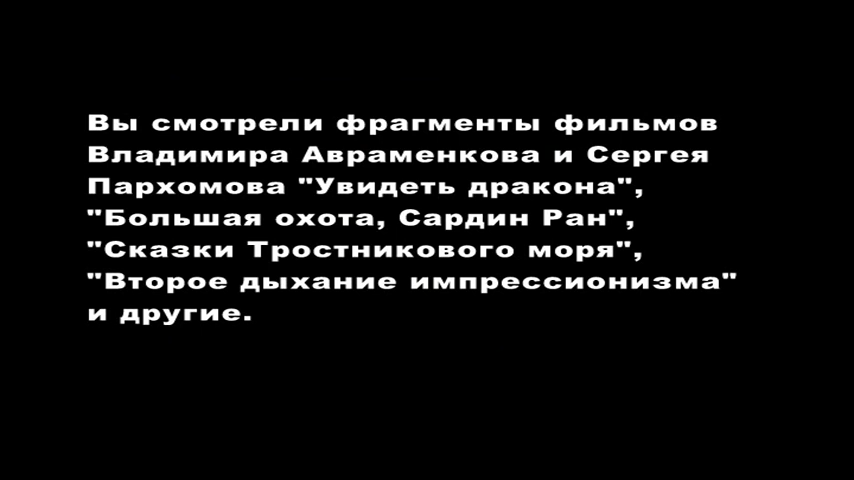 Вы смотрели фрагменты фильмов
Владимира Авраменкова и Сергея
Пархомова "Увидеть дракона",
"Большая охота, Сардин Ран",
"Сказки Тростникового моря",
"Второе дыхание импрессионизма"
и другие.